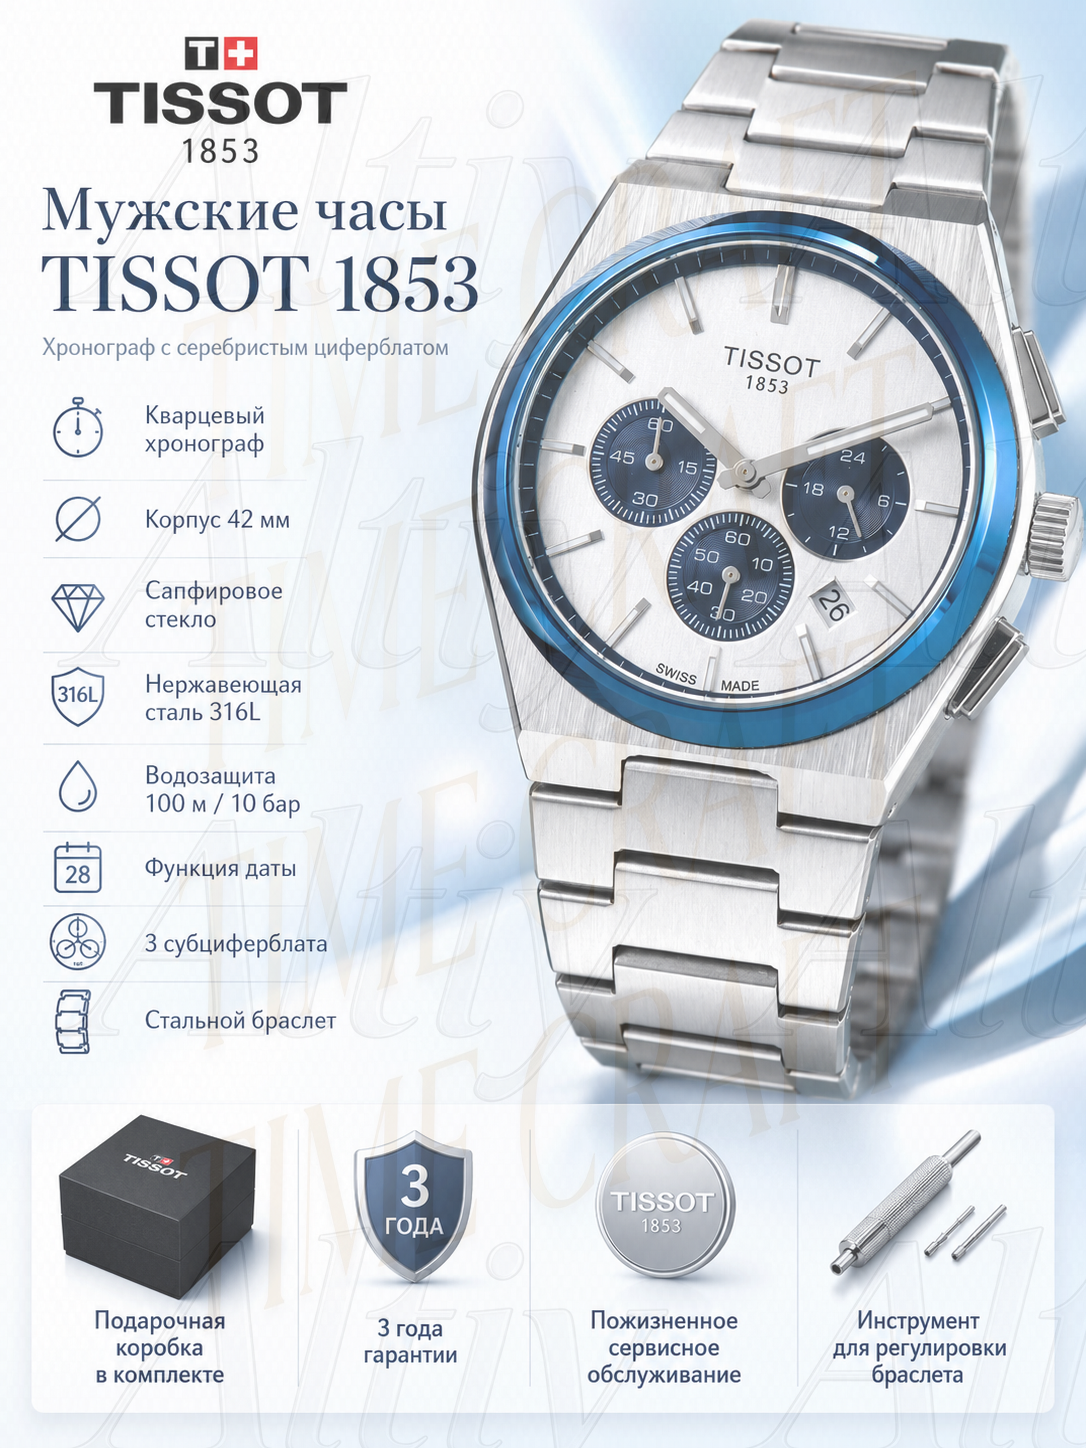 T+
TISSOT
1853
Мужские часы
TISSOT 1853
Хронограф с серебристым циферблатом
Кварцевый
хронограф
Корпус 42 мм
Сапфировое
стекло
316L
Нержавеющая
сталь 316L
Водозащита
100 м / 10 бар
28
Функция даты
3 субциферблата
Стальной браслет
TISSOT
1853
60
45
15
30
24
18
6
12
60
50
10
40
20
30
26
SWISS MADE
TISSOT
Подарочная
коробка
в комплекте
3
ГОДА
3 года
гарантии
TISSOT
1853
Пожизненное
сервисное
обслуживание
Инструмент
для регулировки
браслета
Altiv
TIME CRAFT